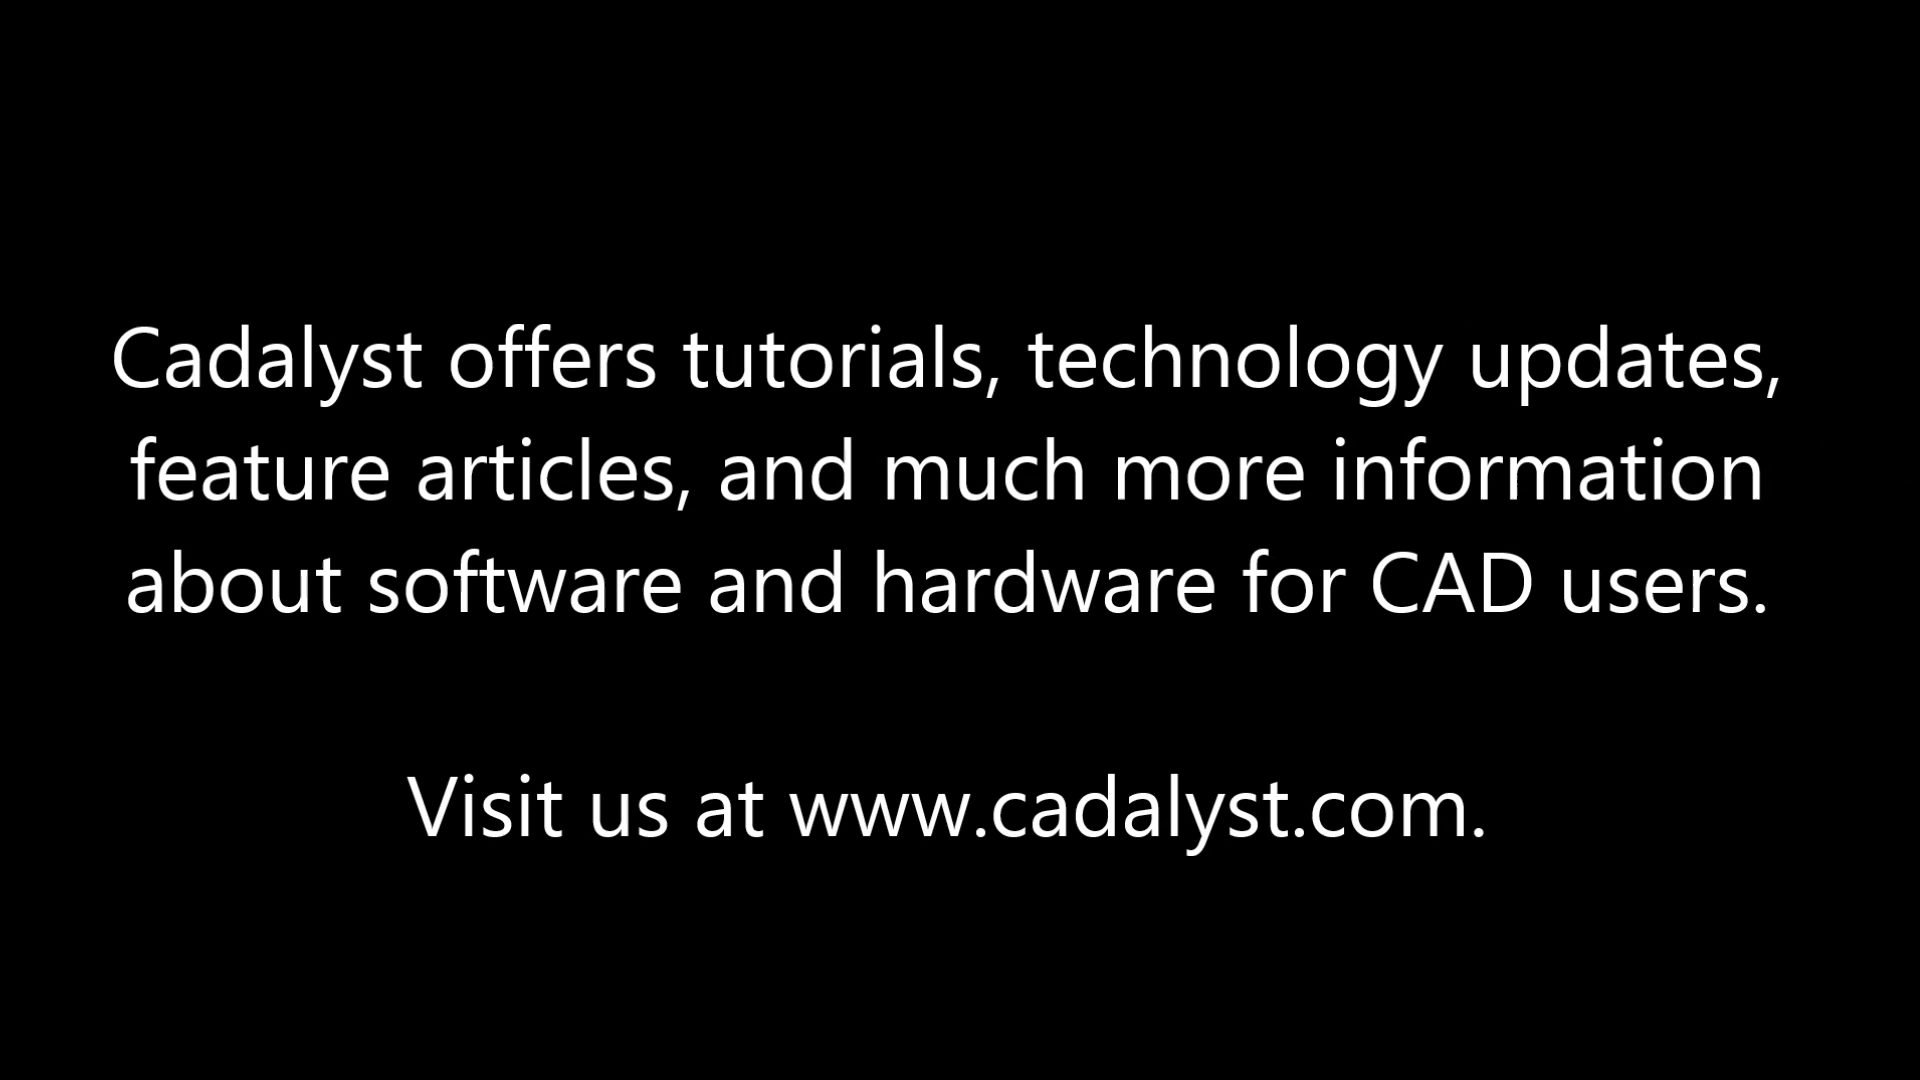 Cadalyst offers tutorials, technology updates,
feature articles, and much more information
about software and hardware for CAD users.
Visit us at www.cadalyst.com.